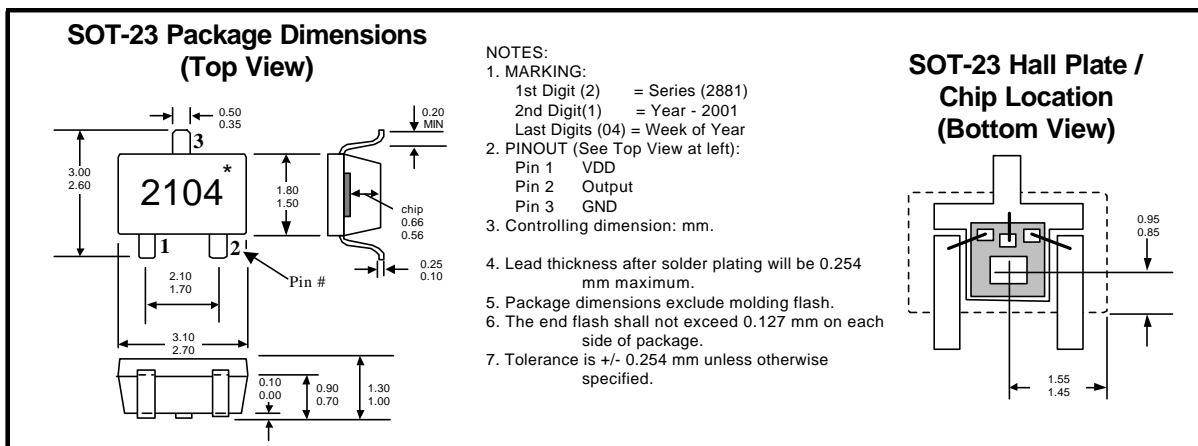 SOT-23 Package Dimensions
(Top View)
0.50
0.35
3
3.00
2.60
2104*
1
2
Pin #
2.10
1.70
3.10
2.70
1.80
1.50
0.20
MIN
chip
0.66
0.56
0.25
0.10
0.10
0.00
0.90
0.70
1.30
1.00
NOTES:
1. MARKING:
1st Digit (2) = Series (2881)
2nd Digit(1) = Year - 2001
Last Digits (04) = Week of Year
2. PINOUT (See Top View at left):
Pin 1 VDD
Pin 2 Output
Pin 3 GND
3. Controlling dimension: mm.
4. Lead thickness after solder plating will be 0.254
mm maximum.
5. Package dimensions exclude molding flash.
6. The end flash shall not exceed 0.127 mm on each
side of package.
7. Tolerance is +/- 0.254 mm unless otherwise
specified.
SOT-23 Hall Plate /
Chip Location
(Bottom View)
0.95
0.85
1.55
1.45